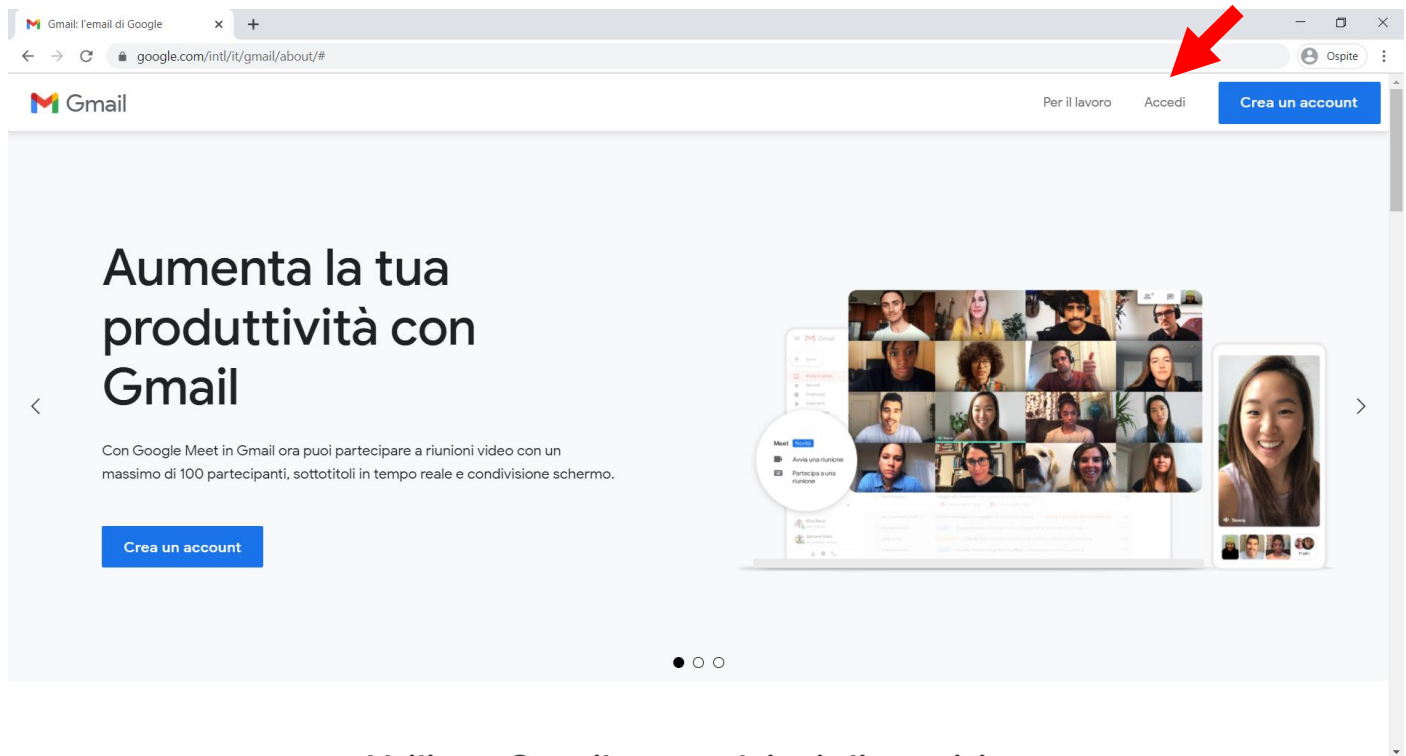 Gmail: l'email di Google
google.com/intl/it/gmail/about/#
Ospite
Gmail
Per il lavoro
Accedi
Crea un account
Aumenta la tua
produttività con
Gmail
Con Google Meet in Gmail ora puoi partecipare a riunioni video con un
massimo di 100 partecipanti, sottotitoli in tempo reale e condivisione schermo.
Crea un account
Gmail
Meet Novità
Avvia una riunione
Partecipa a una
riunione